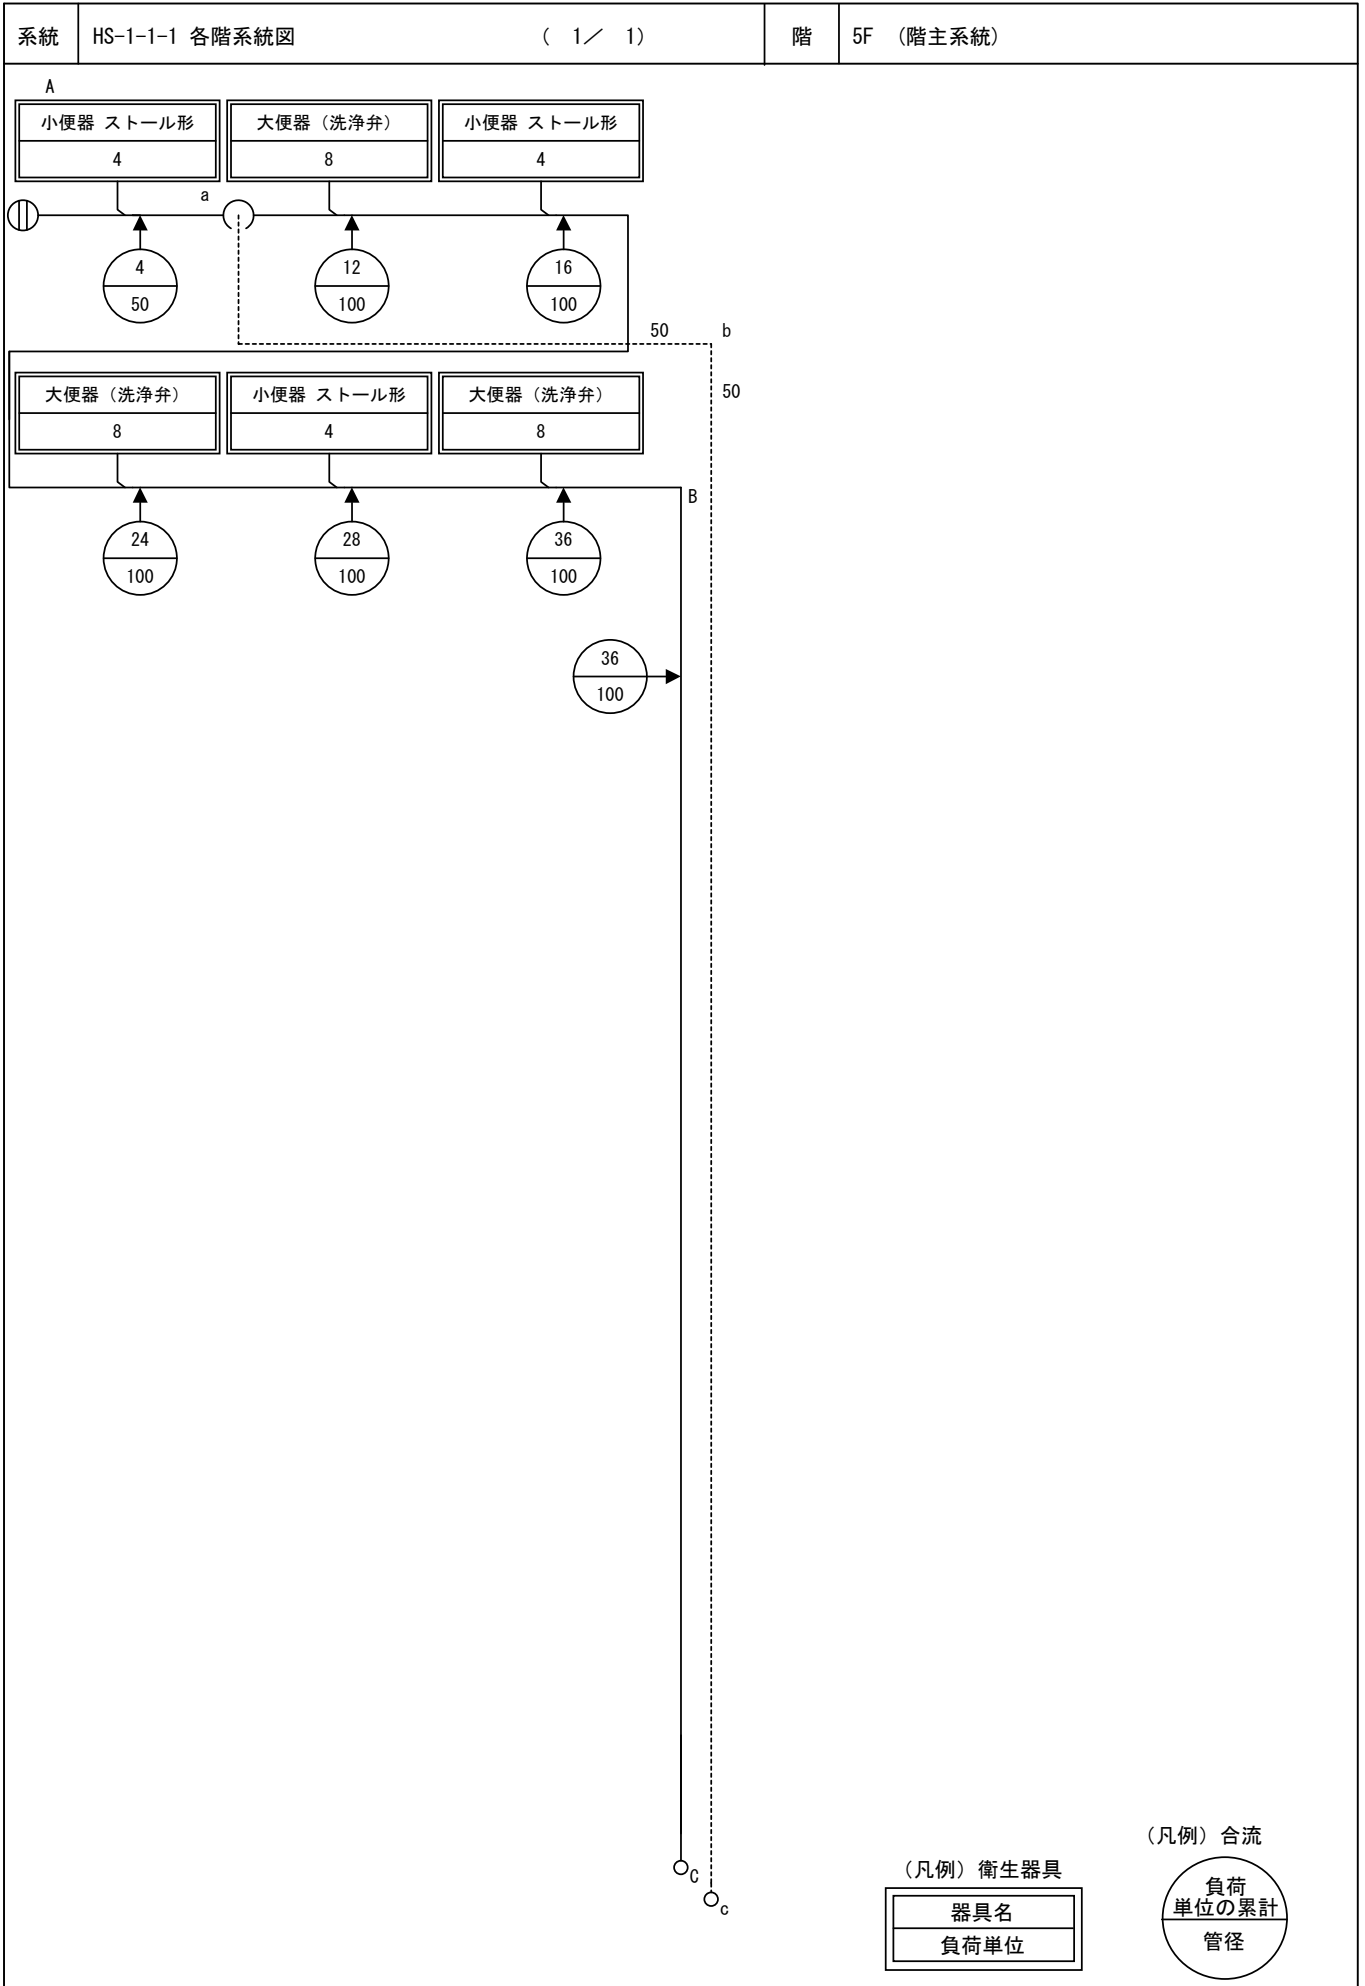 系統 HS-1-1-1 各階系統図 ( 1／ 1) 階 5F (階主系統)
A
小便器 ストール形 大便器（洗浄弁） 小便器 ストール形
4 8 4
a
4 12 16
50 100 100
50 b
50
大便器（洗浄弁） 小便器 ストール形 大便器（洗浄弁）
8 4 8
B
24 28 36
100 100 100
36
100
C
c
（凡例）衛生器具
器具名
負荷単位
（凡例）合流
負荷
単位の累計
管径